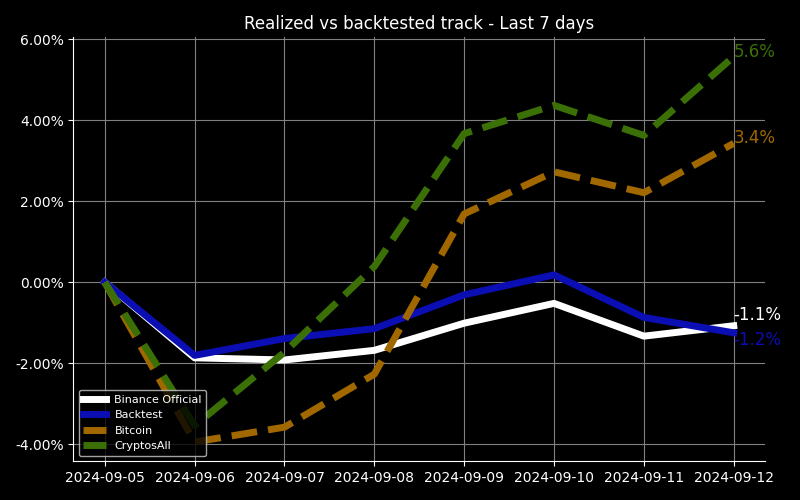 Realized vs backtested track - Last 7 days
6.00%
4.00%
2.00%
0.00%
-2.00%
-4.00%
5.6%
3.4%
-1.1%
-1.2%
Binance Official
Backtest
Bitcoin
CryptosAll
2024-09-05 2024-09-06 2024-09-07 2024-09-08 2024-09-09 2024-09-10 2024-09-11 2024-09-12